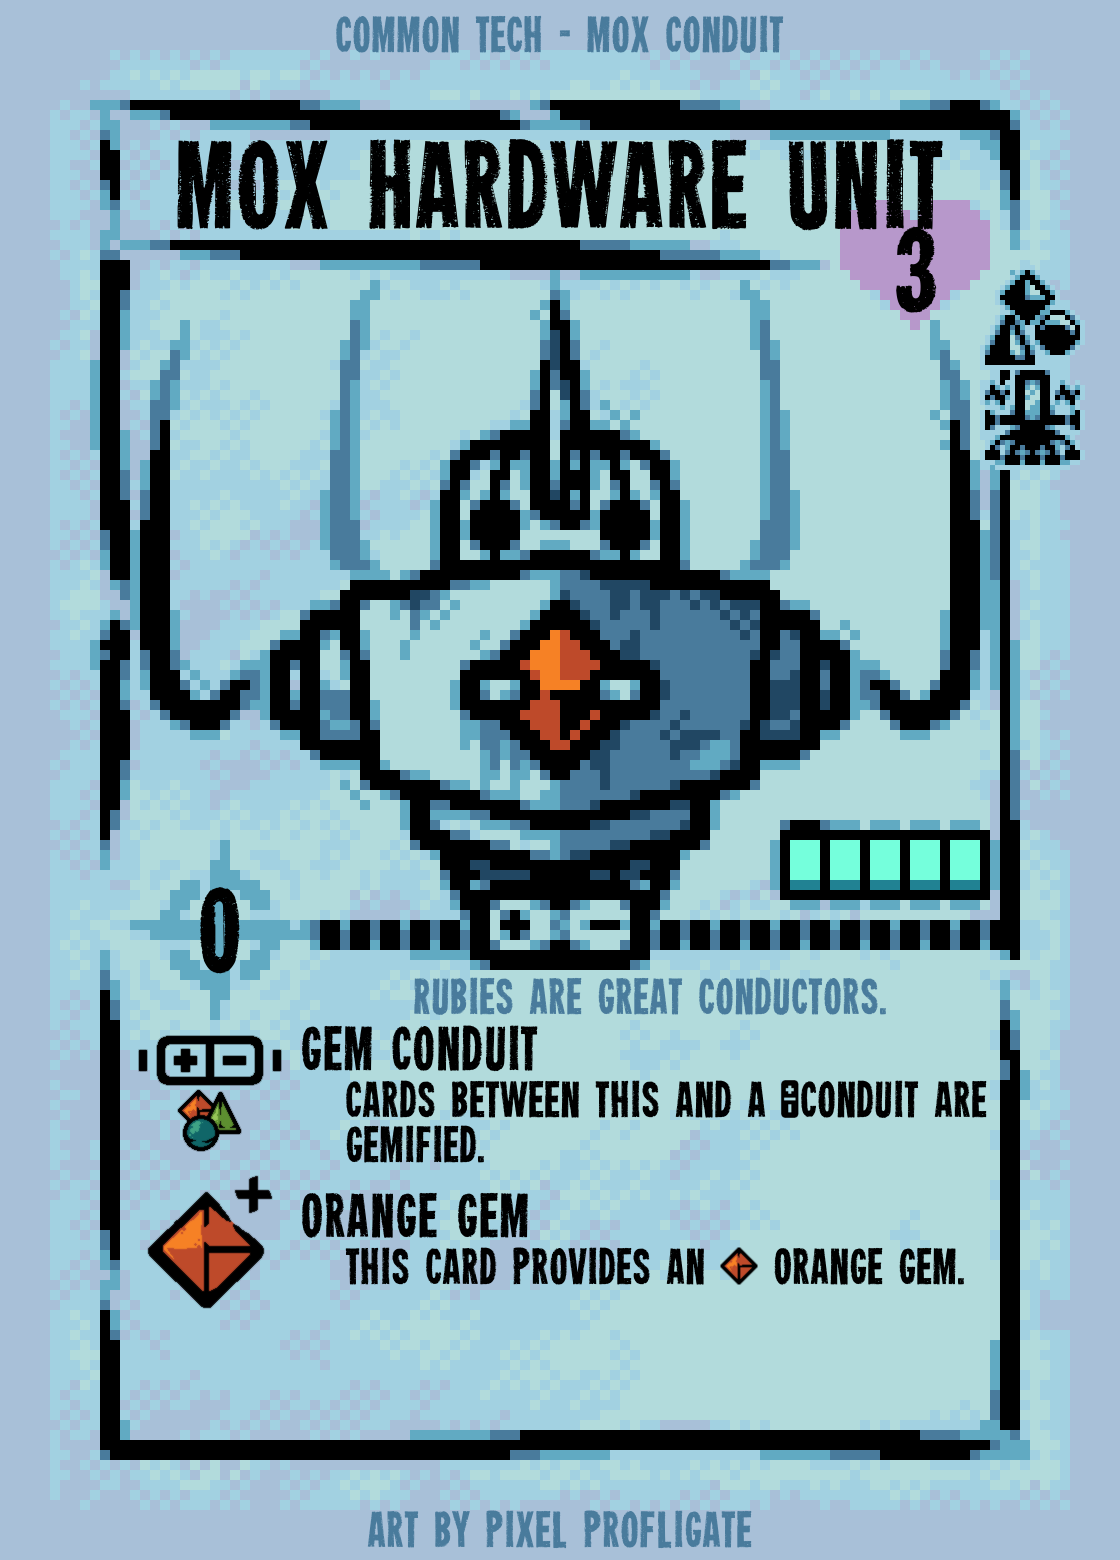 COMMON TECH - MOX CONDUIT
MOX HARDWARE UNIT
3
0
RUBIES ARE GREAT CONDUCTORS.
GEM CONDUIT
CARDS BETWEEN THIS AND A CONDUIT ARE
GEMIFIED.
ORANGE GEM
THIS CARD PROVIDES AN ORANGE GEM.
ART BY PIXEL PROFLIGATE